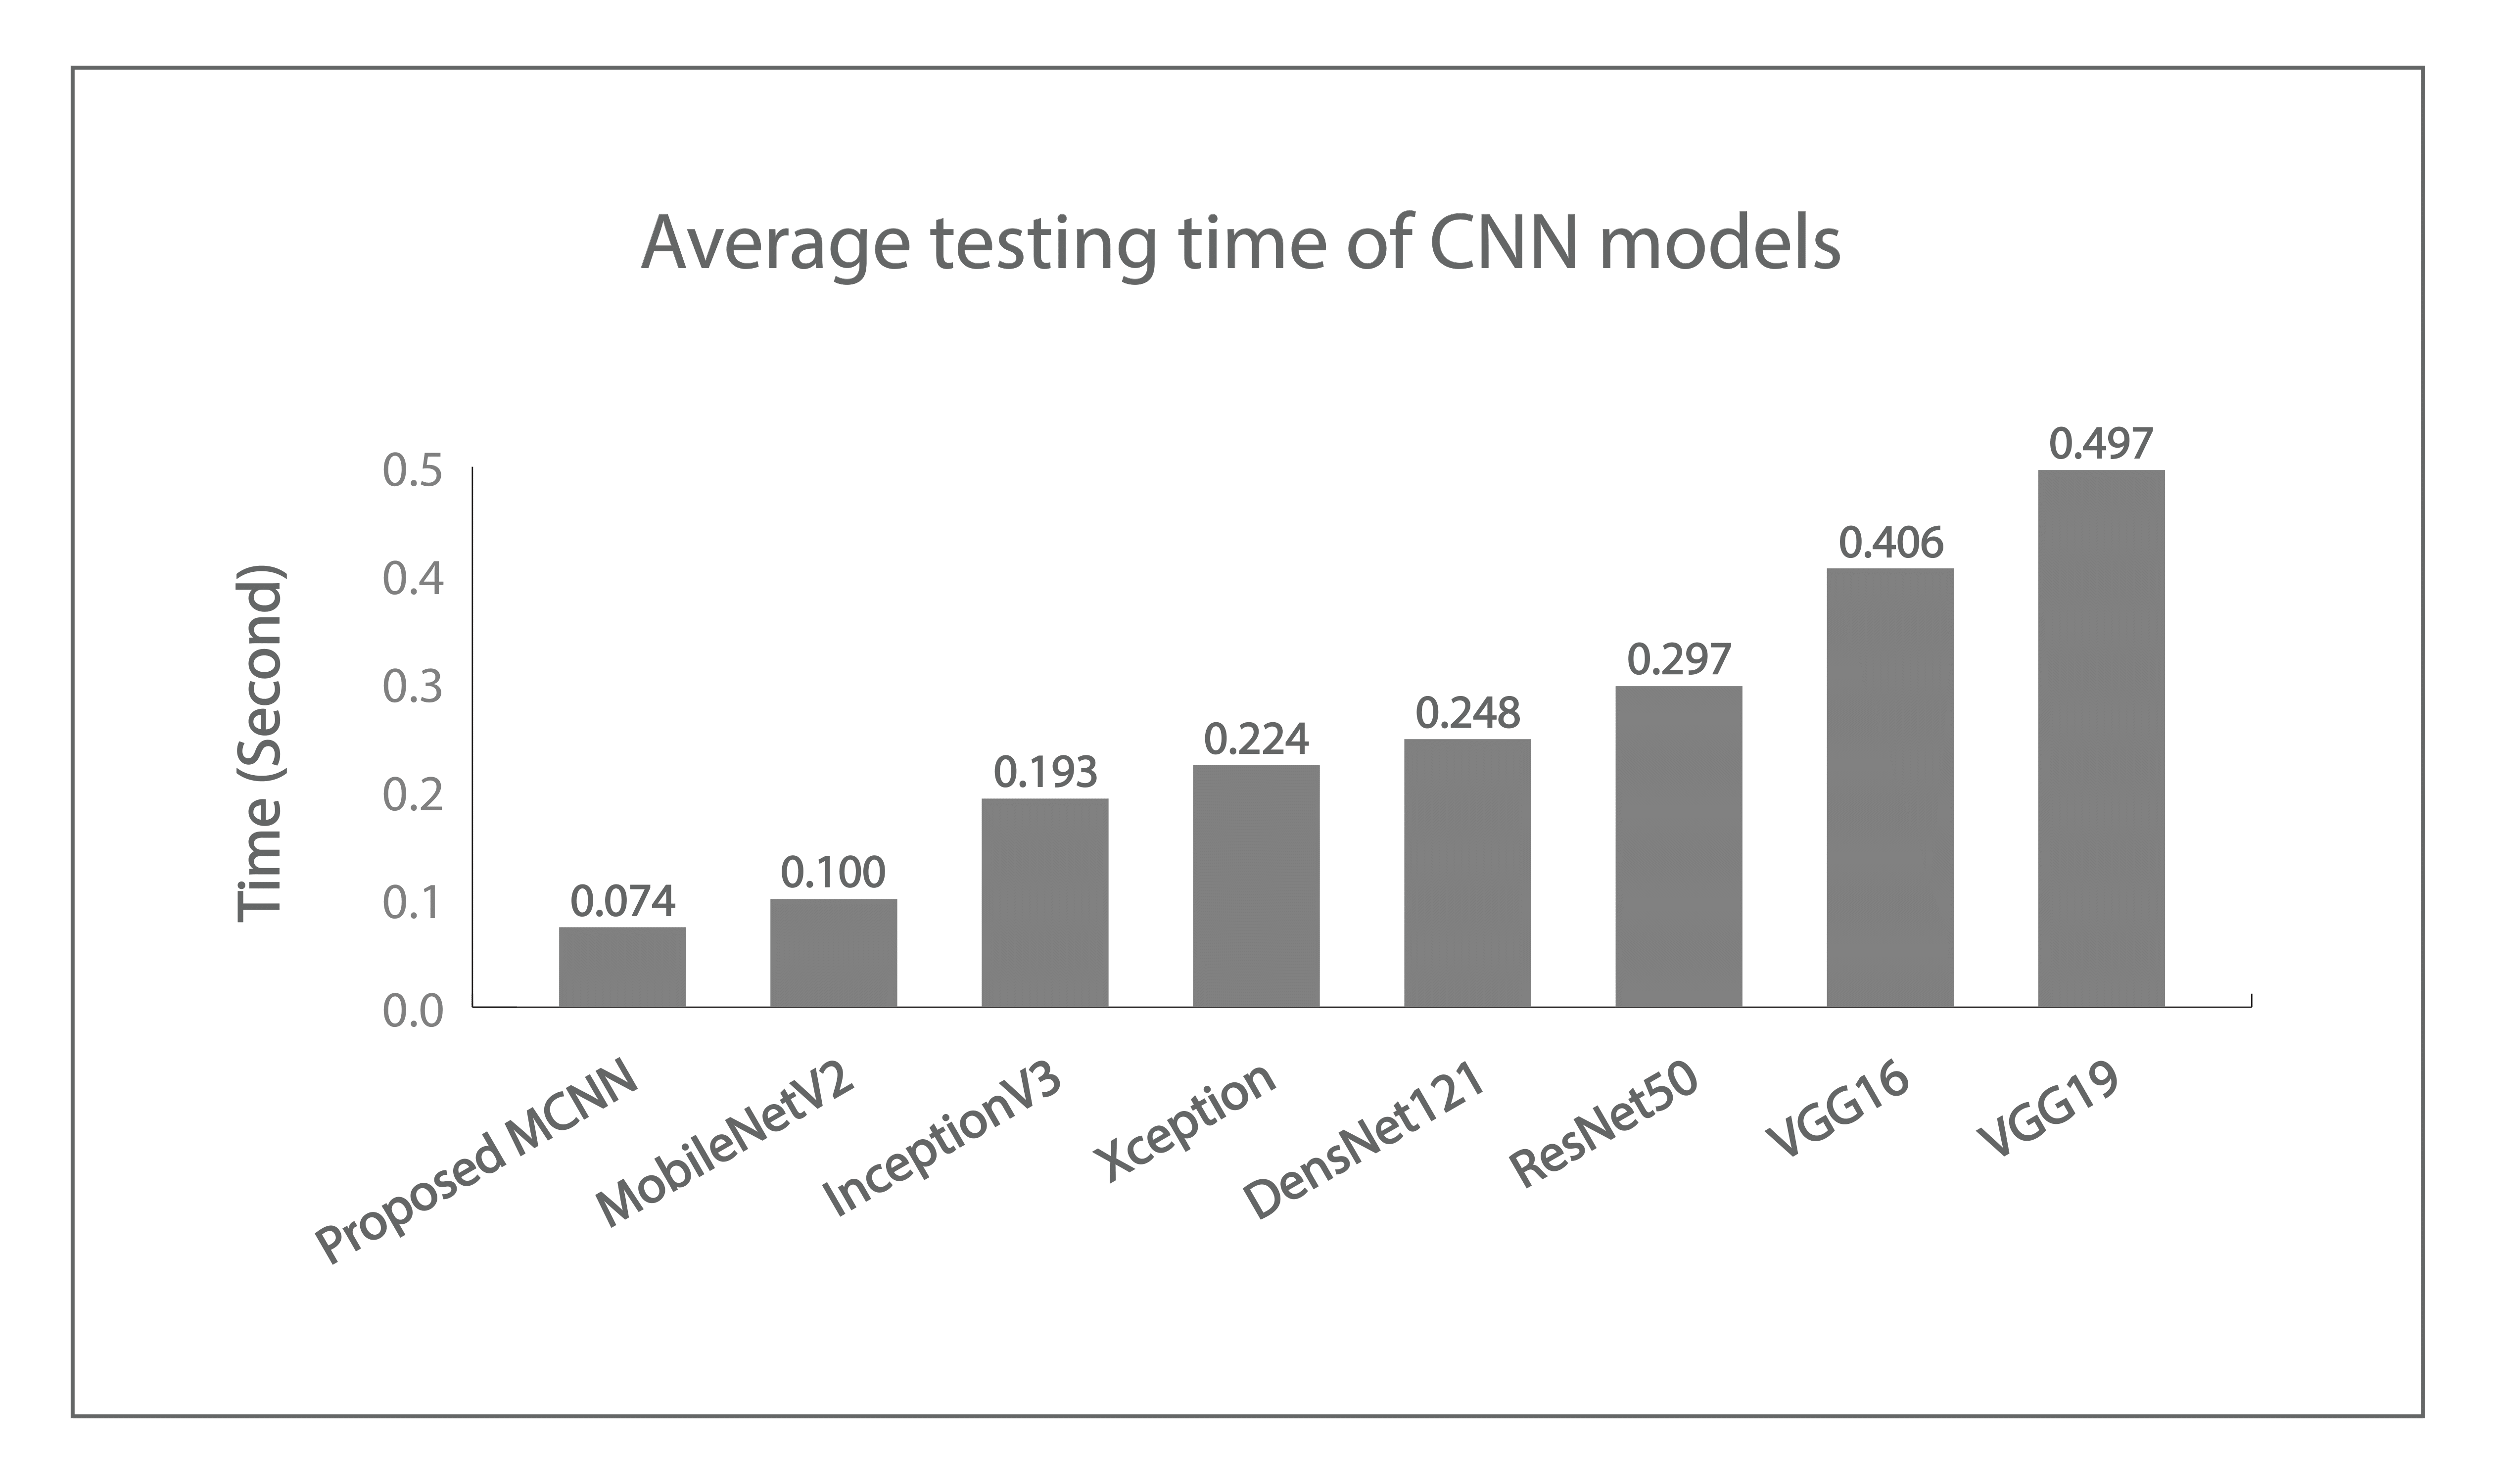 Average testing time of CNN models
Time (Second)
0.5
0.4
0.3
0.2
0.1
0.0
0.074
0.100
0.193
0.224
0.248
0.297
0.406
0.497
Proposed MCNN
MobileNetV2
InceptionV3
Xception
DensNet121
ResNet50
VGG16
VGG19